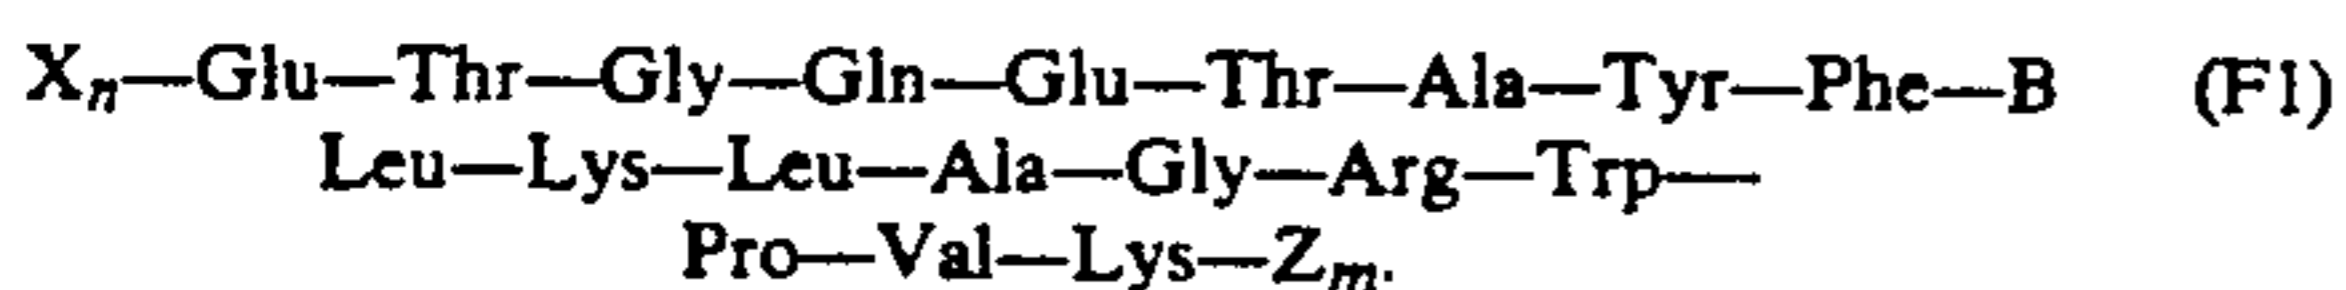 Xn—Glu—Thr—Gly—Gln—Glu—Thr—Ala—Tyr—Phe—B (F1)
Leu—Lys—Leu—Ala—Gly—Arg—Trp—
Pro—Val—Lys—Zm.